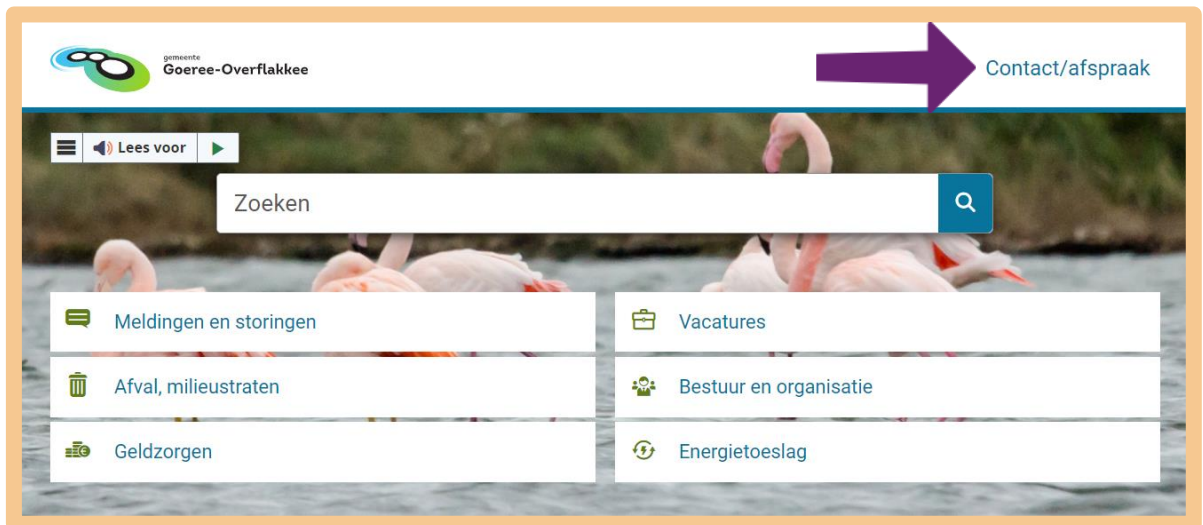 gemeente
Goeree-Overflakkee
Contact/afspraak
Lees voor
Zoeken
Meldingen en storingen
Vacatures
Afval, milieustraten
Bestuur en organisatie
Geldzorgen
Energietoeslag